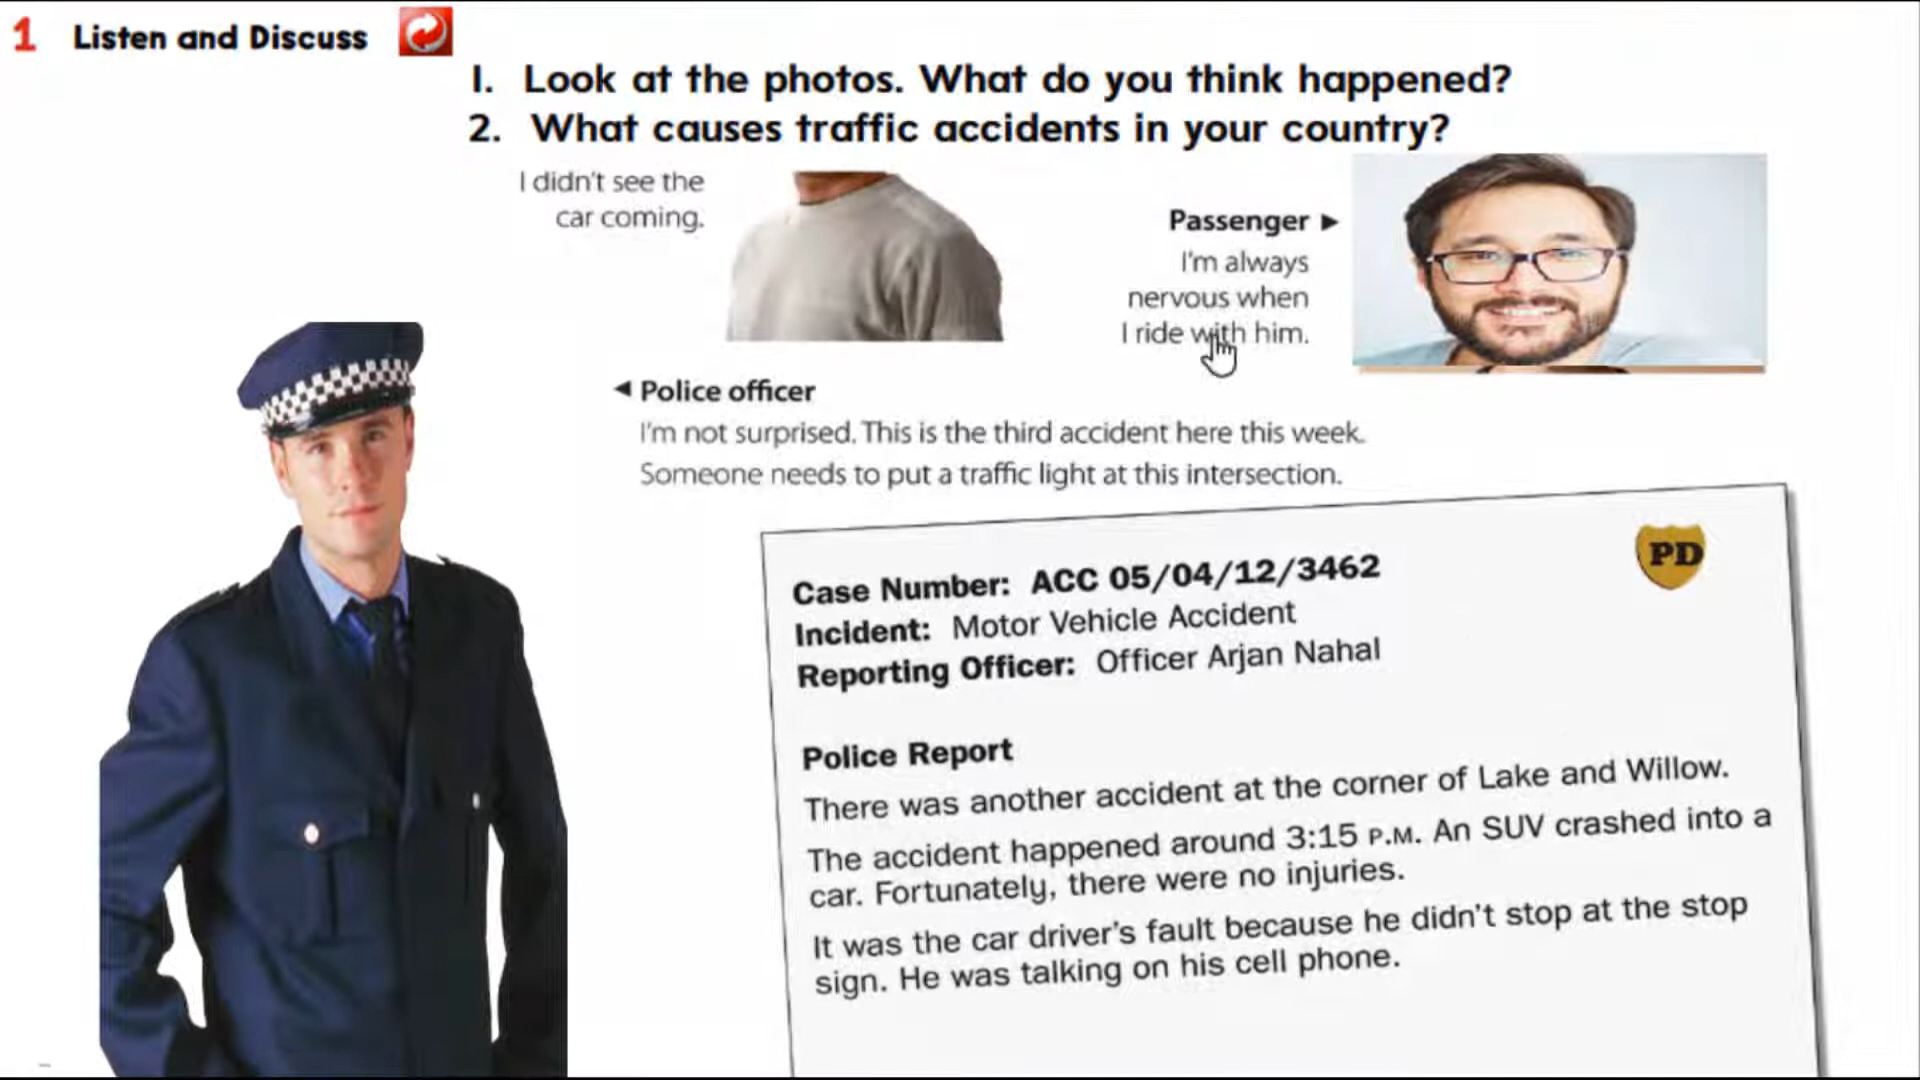 1 Listen and Discuss
1. Look at the photos. What do you think happened?
2. What causes traffic accidents in your country?
I didn't see the
car coming.
Passenger ►
I'm always
nervous when
I ride with him.
◄ Police officer
I'm not surprised. This is the third accident here this week.
Someone needs to put a traffic light at this intersection.
PD
Case Number: ACC 05/04/12/3462
Incident: Motor Vehicle Accident
Reporting Officer: Officer Arjan Nahal
Police Report
There was another accident at the corner of Lake and Willow.
The accident happened around 3:15 P.M. An SUV crashed into a
car. Fortunately, there were no injuries.
It was the car driver's fault because he didn't stop at the stop
sign. He was talking on his cell phone.